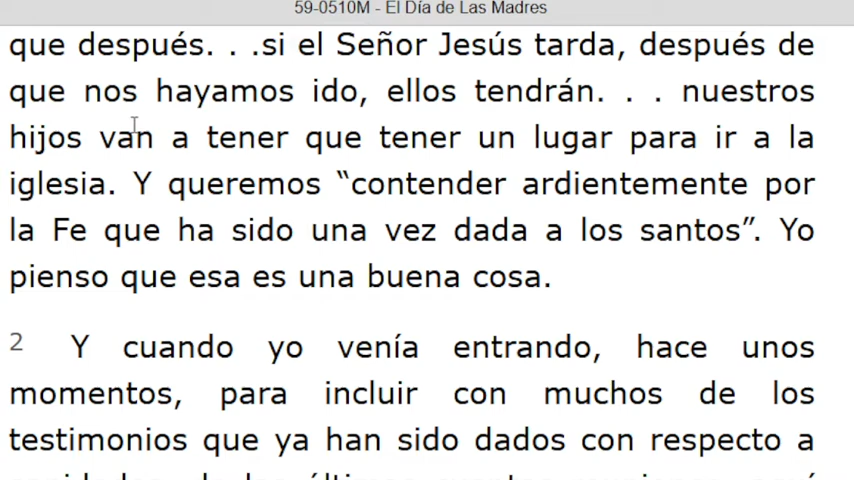 59-0510M - El Día de Las Madres
que después. . .si el Señor Jesús tarda, después de
que nos hayamos ido, ellos tendrán. . . nuestros
hijos van a tener que tener un lugar para ir a la
iglesia. Y queremos “contender ardientemente por
la Fe que ha sido una vez dada a los santos”. Yo
pienso que esa es una buena cosa.
2 Y cuando yo venía entrando, hace unos
momentos, para incluir con muchos de los
testimonios que ya han sido dados con respecto a